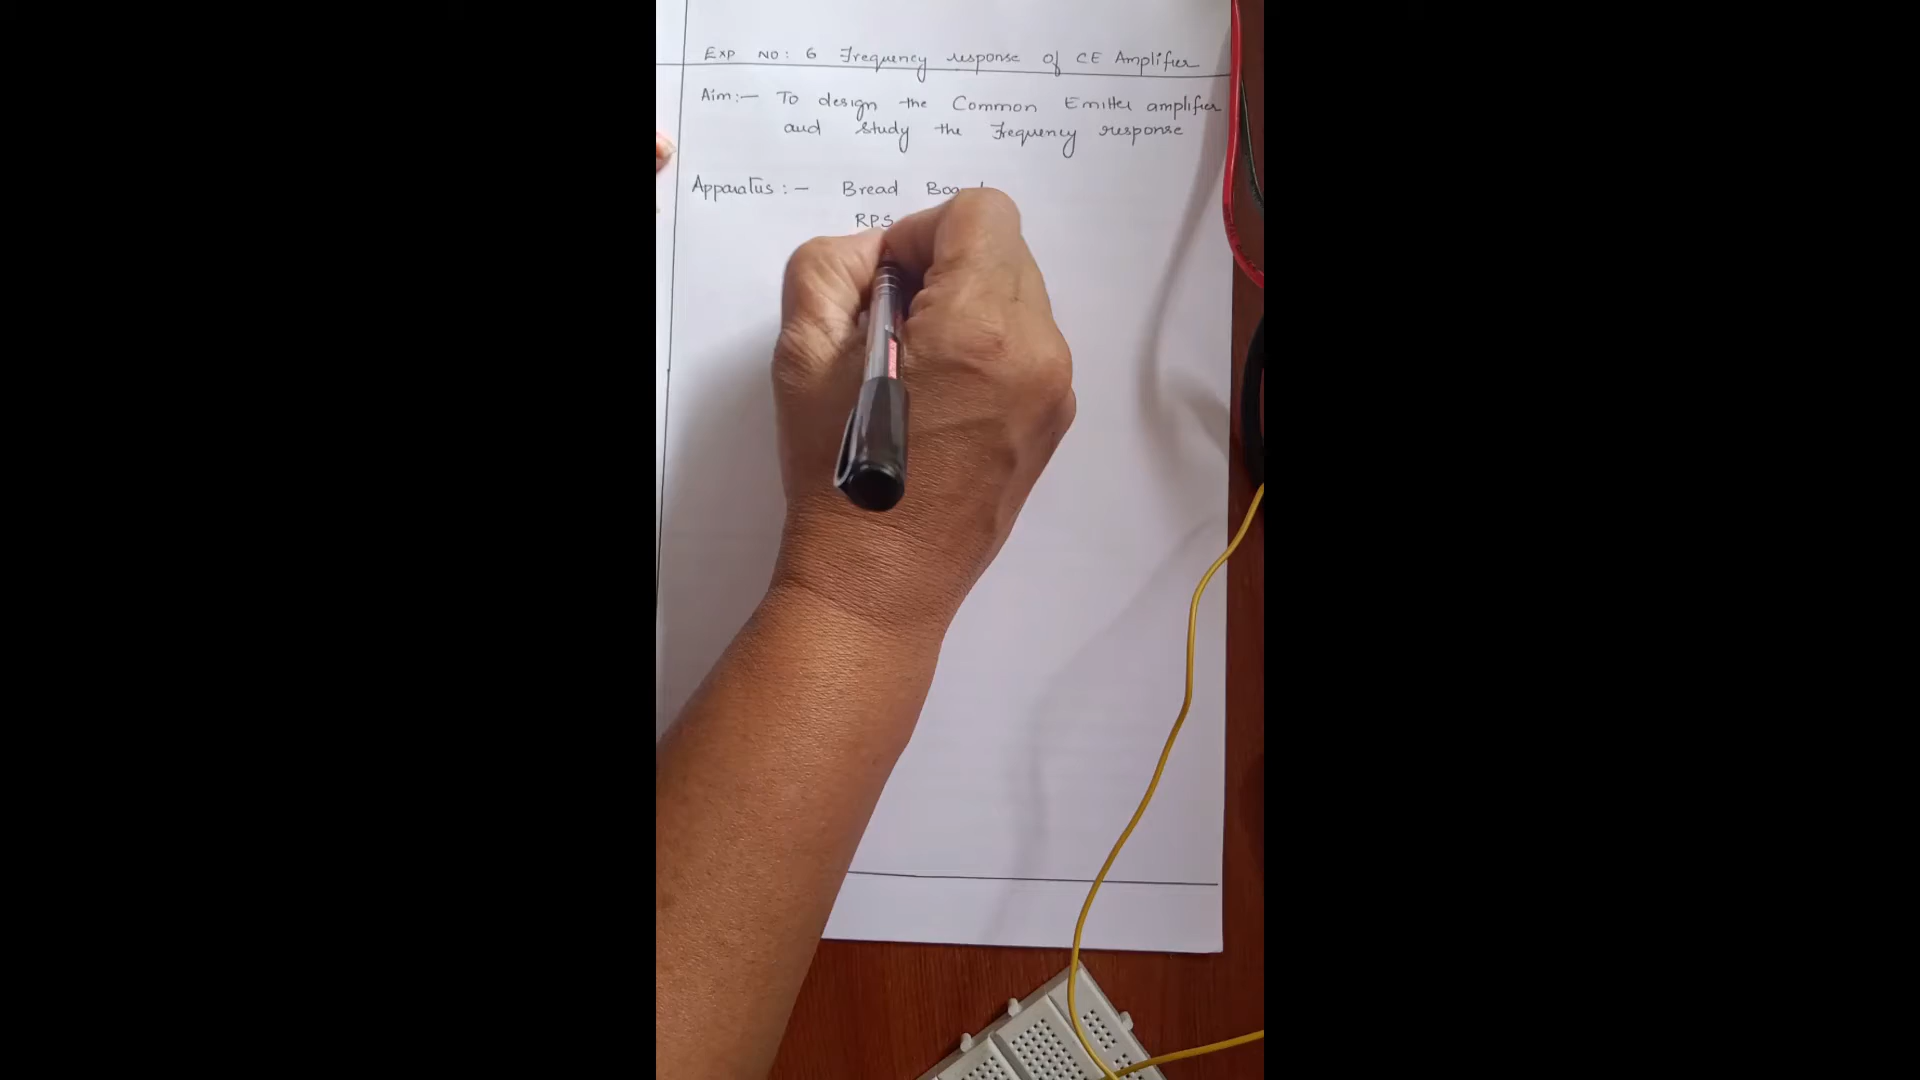 Exp NO: 6 Frequency response of CE Amplifier
Aim:- To design the Common Emitter amplifier
and study the Frequency response
Apparatus:- Bread Board
RPS